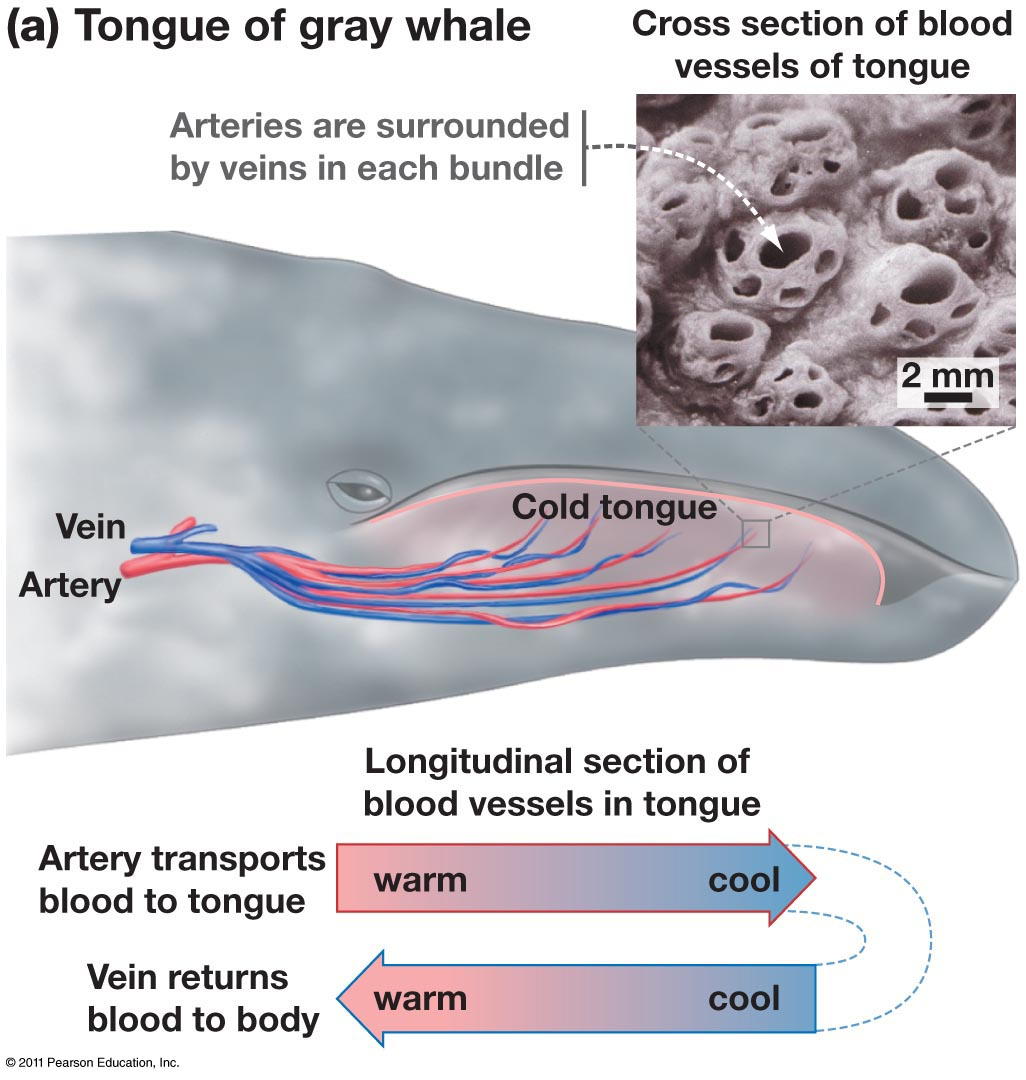 (a) Tongue of gray whale
Cross section of blood
vessels of tongue
Arteries are surrounded
by veins in each bundle
2 mm
Cold tongue
Vein
Artery
Longitudinal section of
blood vessels in tongue
Artery transports
blood to tongue
warm
cool
Vein returns
blood to body
warm
cool
© 2011 Pearson Education, Inc.